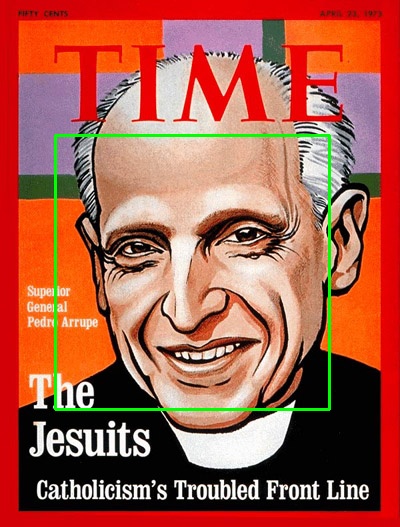 FIFTY CENTS
APRIL 23, 1973
TIME
Superior
General
Pedro Arrupe
The
Jesuits
Catholicism's Troubled Front Line